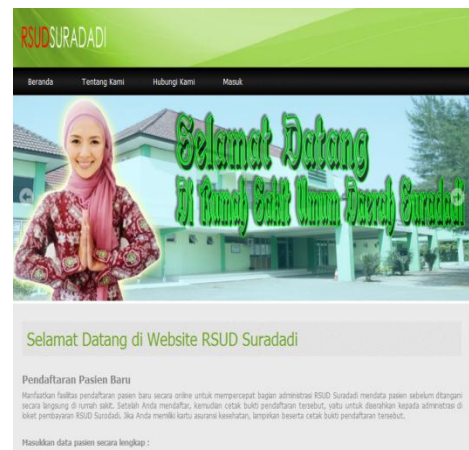 RSUDSURADADI
Beranda Tentang Kami Hubungi Kami Masuk
Selamat Datang
Di Rumah Sakit Umum Daerah Suradadi
Selamat Datang di Website RSUD Suradadi
Pendaftaran Pasien Baru
Manfaatkan fasilitas pendaftaran pasien baru secara online untuk mempercepat bagian administrasi RSUD Suradadi mendata pasien sebelum ditangani
secara langsung di rumah sakit. Setelah Anda mendaftar, kemudian cetak bukti pendaftaran tersebut, yaitu untuk diserahkan kepada adminetrasi di
loket pembayaran RSUD Surodadi. Jika Anda memiliki kartu asuransi kesehatan, lampirkan beserta cetak bukti pendaftaran tersebut.
Masukkan data pasien secara lengkap :